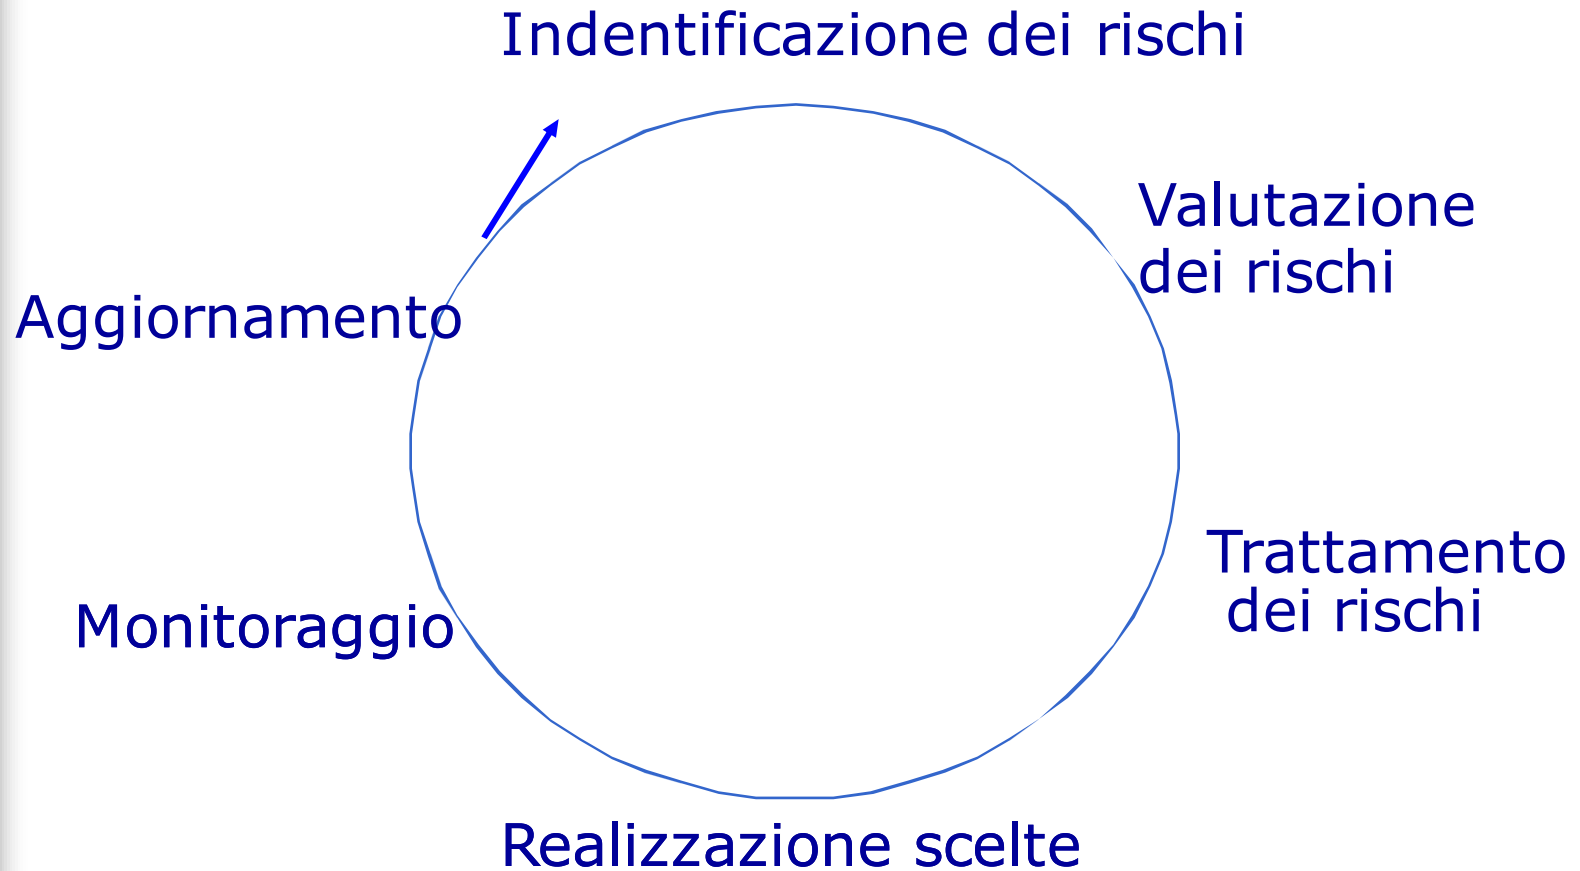 Indentificazione dei rischi
Valutazione
dei rischi
Trattamento
dei rischi
Realizzazione scelte
Monitoraggio
Aggiornamento